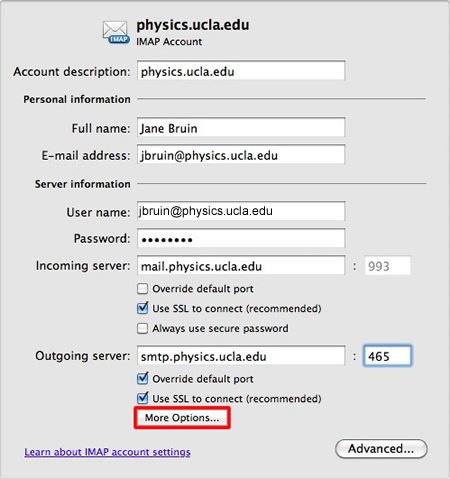 physics.ucla.edu
IMAP
IMAP Account
Account description: physics.ucla.edu
Personal information
Full name: Jane Bruin
E-mail address: jbruin@physics.ucla.edu
Server information
User name: jbruin@physics.ucla.edu
Password: ••••••••
Incoming server: mail.physics.ucla.edu : 993
Override default port
Use SSL to connect (recommended)
Always use secure password
Outgoing server: smtp.physics.ucla.edu : 465
Override default port
Use SSL to connect (recommended)
More Options...
Learn about IMAP account settings
Advanced...